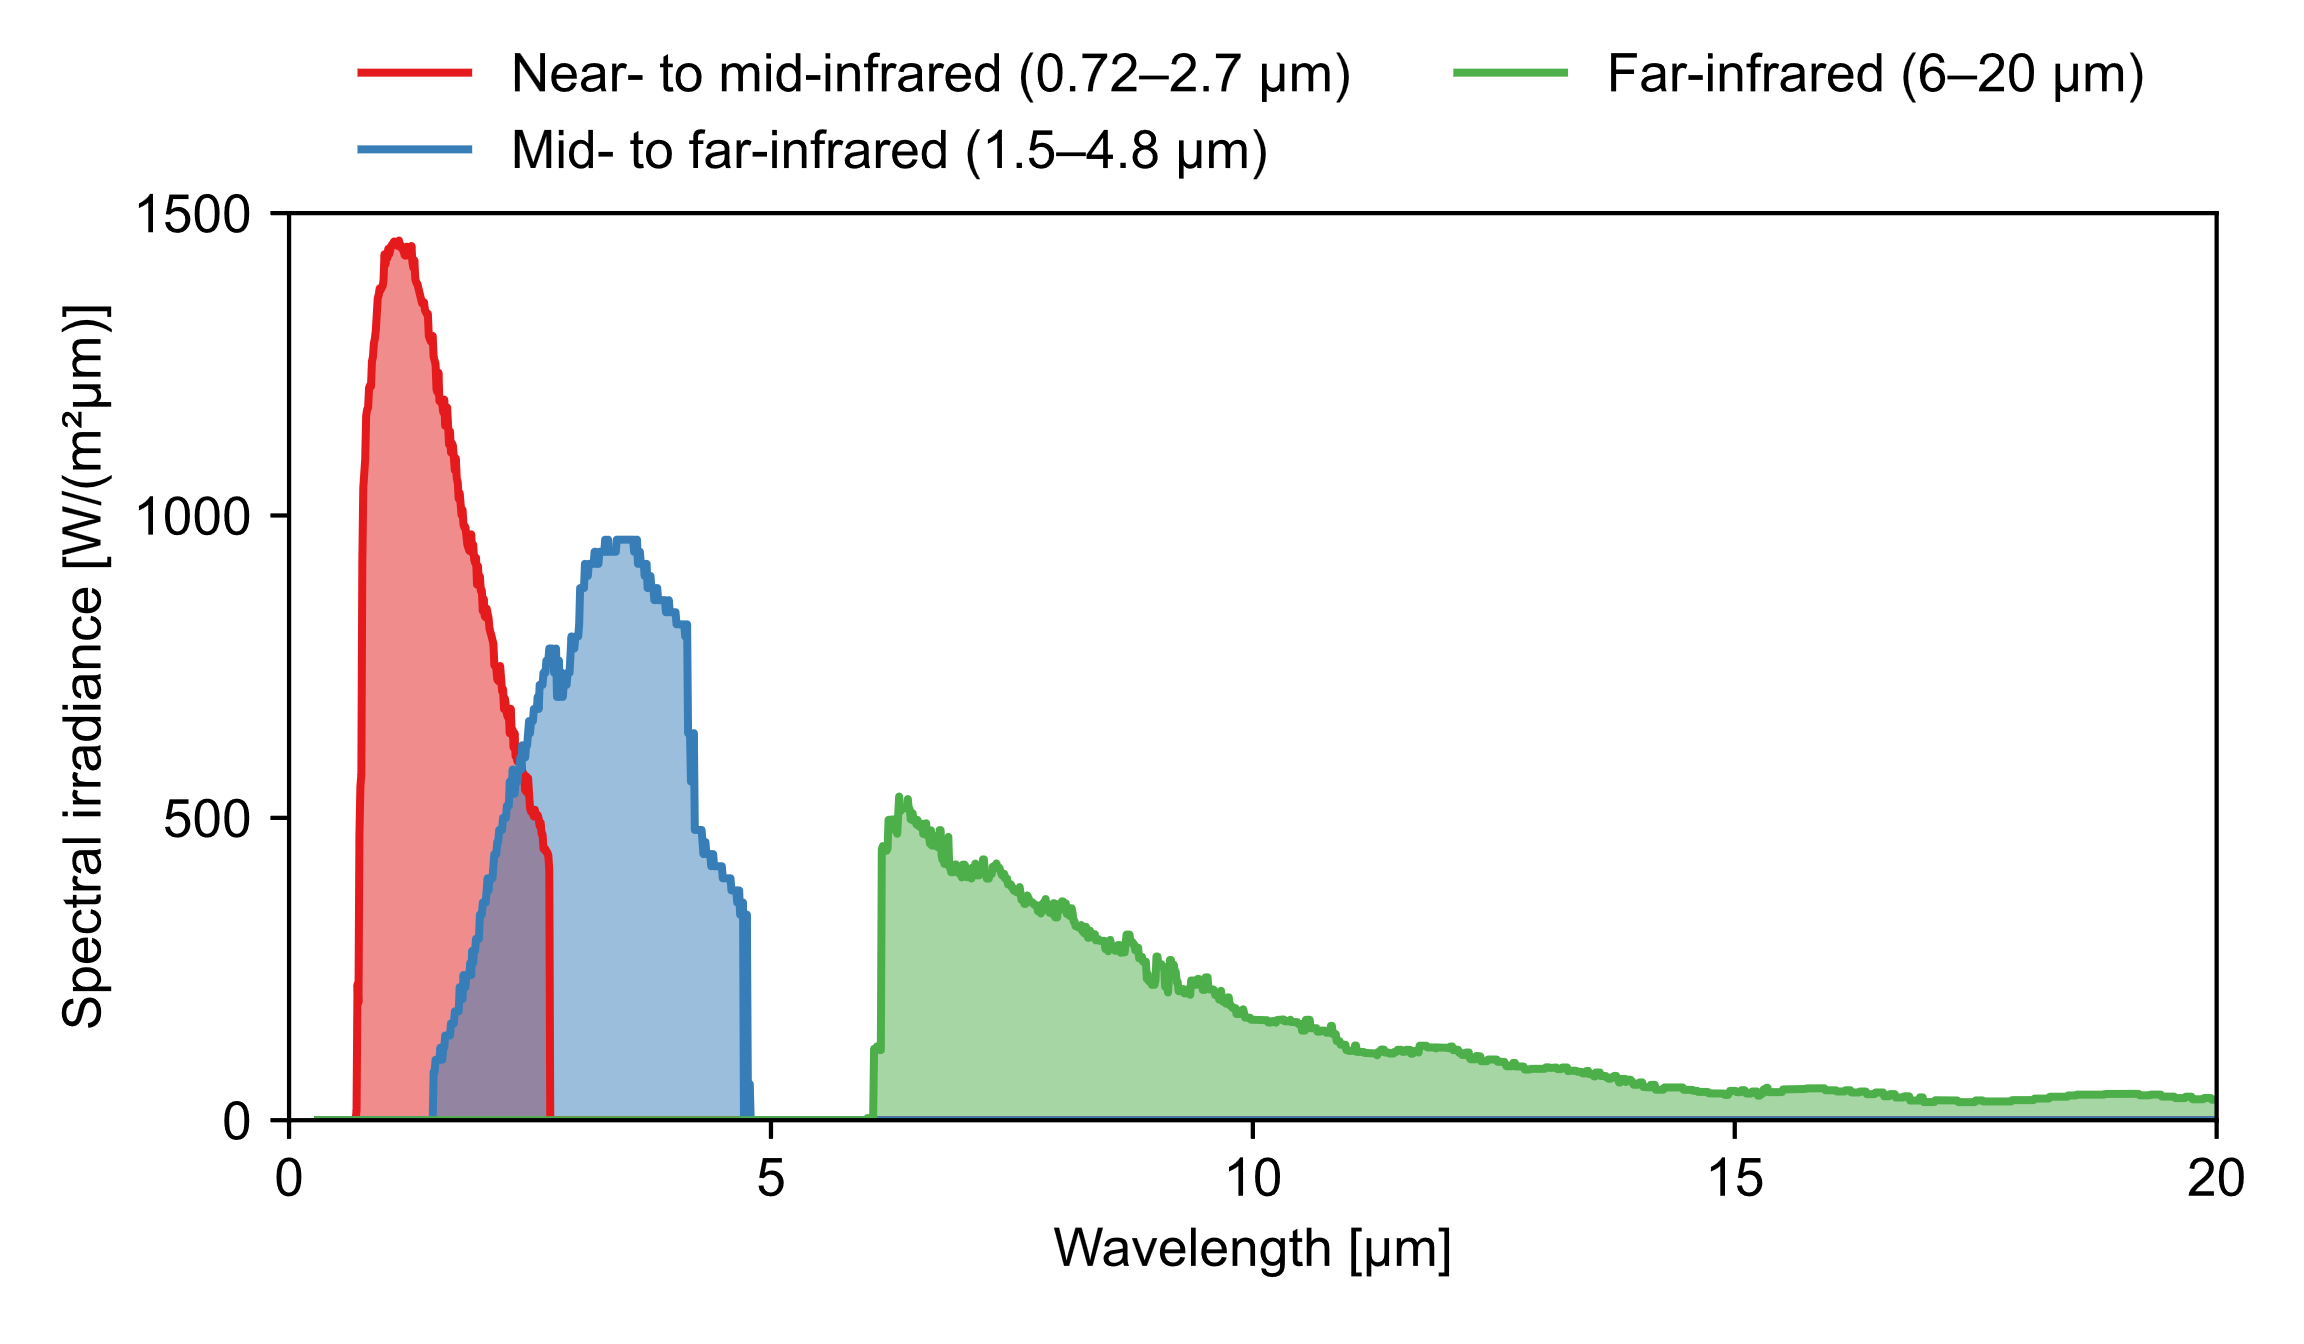 Near- to mid-infrared (0.72–2.7 µm)
Far-infrared (6–20 µm)
Mid- to far-infrared (1.5–4.8 µm)
Spectral irradiance [W/(m²µm)]
1500
1000
500
0
0 5 10 15 20
Wavelength [µm]